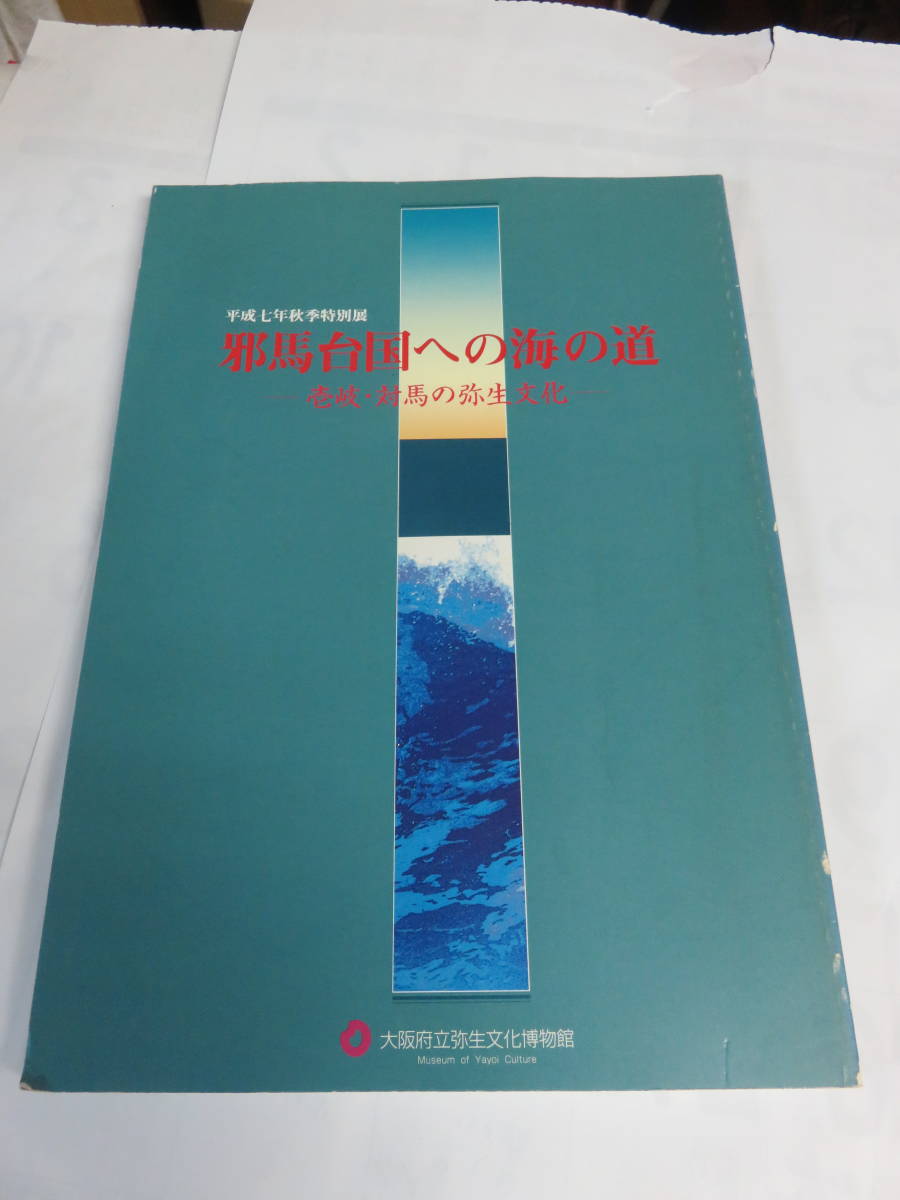 平成七年秋季特別展
邪馬台国への海の道
―壱岐・対馬の弥生文化―
大阪府立弥生文化博物館
Museum of Yayoi Culture